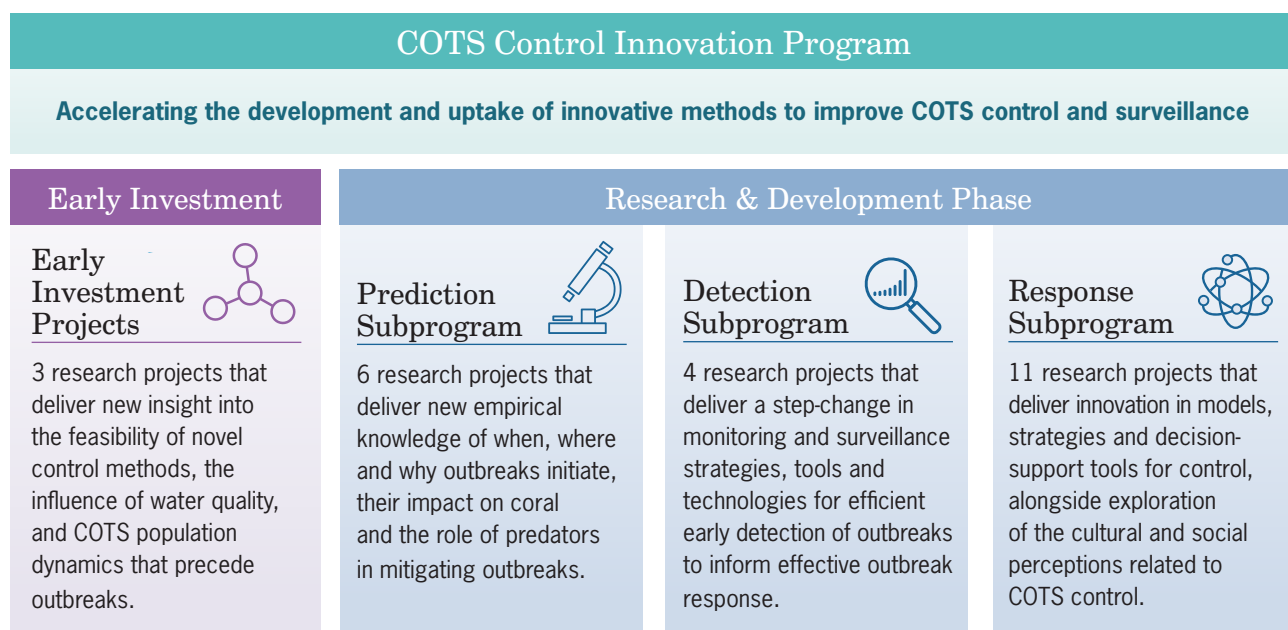 COTS Control Innovation Program
Accelerating the development and uptake of innovative methods to improve COTS control and surveillance
Early Investment
Early
Investment
Projects
3 research projects that
deliver new insight into
the feasibility of novel
control methods, the
influence of water quality,
and COTS population
dynamics that precede
outbreaks.
Research & Development Phase
Prediction
Subprogram
6 research projects that
deliver new empirical
knowledge of when, where
and why outbreaks initiate,
their impact on coral
and the role of predators
in mitigating outbreaks.
Detection
Subprogram
4 research projects that
deliver a step-change in
monitoring and surveillance
strategies, tools and
technologies for efficient
early detection of outbreaks
to inform effective outbreak
response.
Response
Subprogram
11 research projects that
deliver innovation in models,
strategies and decision-
support tools for control,
alongside exploration
of the cultural and social
perceptions related to
COTS control.